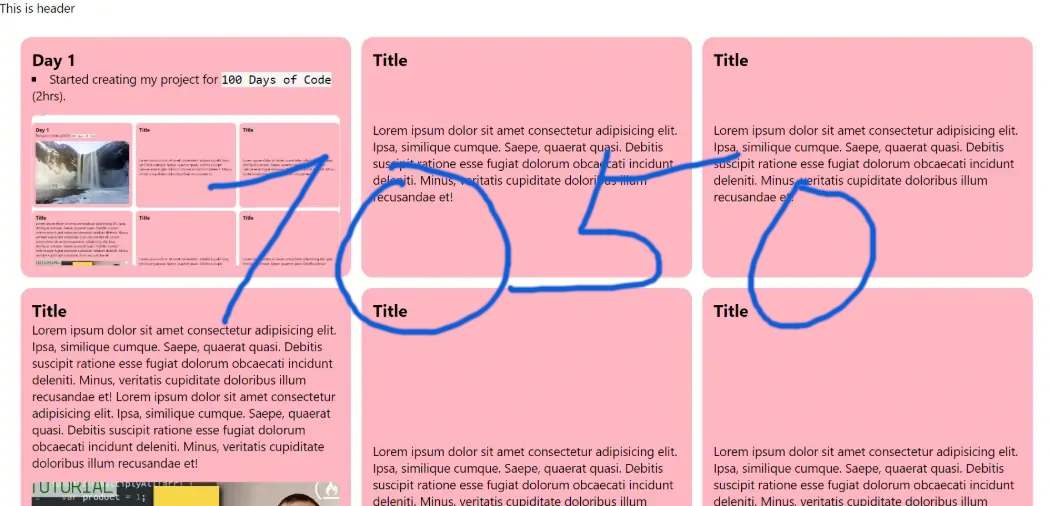 This is header
Day 1
▪ Started creating my project for 100 Days of Code
(2hrs).
Day 1
Title
Title
Title
Title
Title
Title
Lorem ipsum dolor sit amet consectetur adipisicing elit.
Ipsa, similique cumque. Saepe, quaerat quasi. Debitis
suscipit ratione esse fugiat dolorum obcaecati incidunt
deleniti. Minus, veritatis cupiditate doloribus illum
recusandae et!
Title
Lorem ipsum dolor sit amet consectetur adipisicing elit.
Ipsa, similique cumque. Saepe, quaerat quasi. Debitis
suscipit ratione esse fugiat dolorum obcaecati incidunt
deleniti. Minus, veritatis cupiditate doloribus illum
recusandae et!
7050
Title
Lorem ipsum dolor sit amet consectetur adipisicing elit.
Ipsa, similique cumque. Saepe, quaerat quasi. Debitis
suscipit ratione esse fugiat dolorum obcaecati incidunt
deleniti. Minus, veritatis cupiditate doloribus illum
recusandae et! Lorem ipsum dolor sit amet consectetur
adipisicing elit. Ipsa, similique cumque. Saepe, quaerat
quasi. Debitis suscipit ratione esse fugiat dolorum
obcaecati incidunt deleniti. Minus, veritatis cupiditate
doloribus illum recusandae et!
TUTORIAL
var product = 1;
Title
Lorem ipsum dolor sit amet consectetur adipisicing elit.
Ipsa, similique cumque. Saepe, quaerat quasi. Debitis
suscipit ratione esse fugiat dolorum obcaecati incidunt
deleniti. Minus, veritatis cupiditate doloribus illum
Title
Lorem ipsum dolor sit amet consectetur adipisicing elit.
Ipsa, similique cumque. Saepe, quaerat quasi. Debitis
suscipit ratione esse fugiat dolorum obcaecati incidunt
deleniti. Minus, veritatis cupiditate doloribus illum